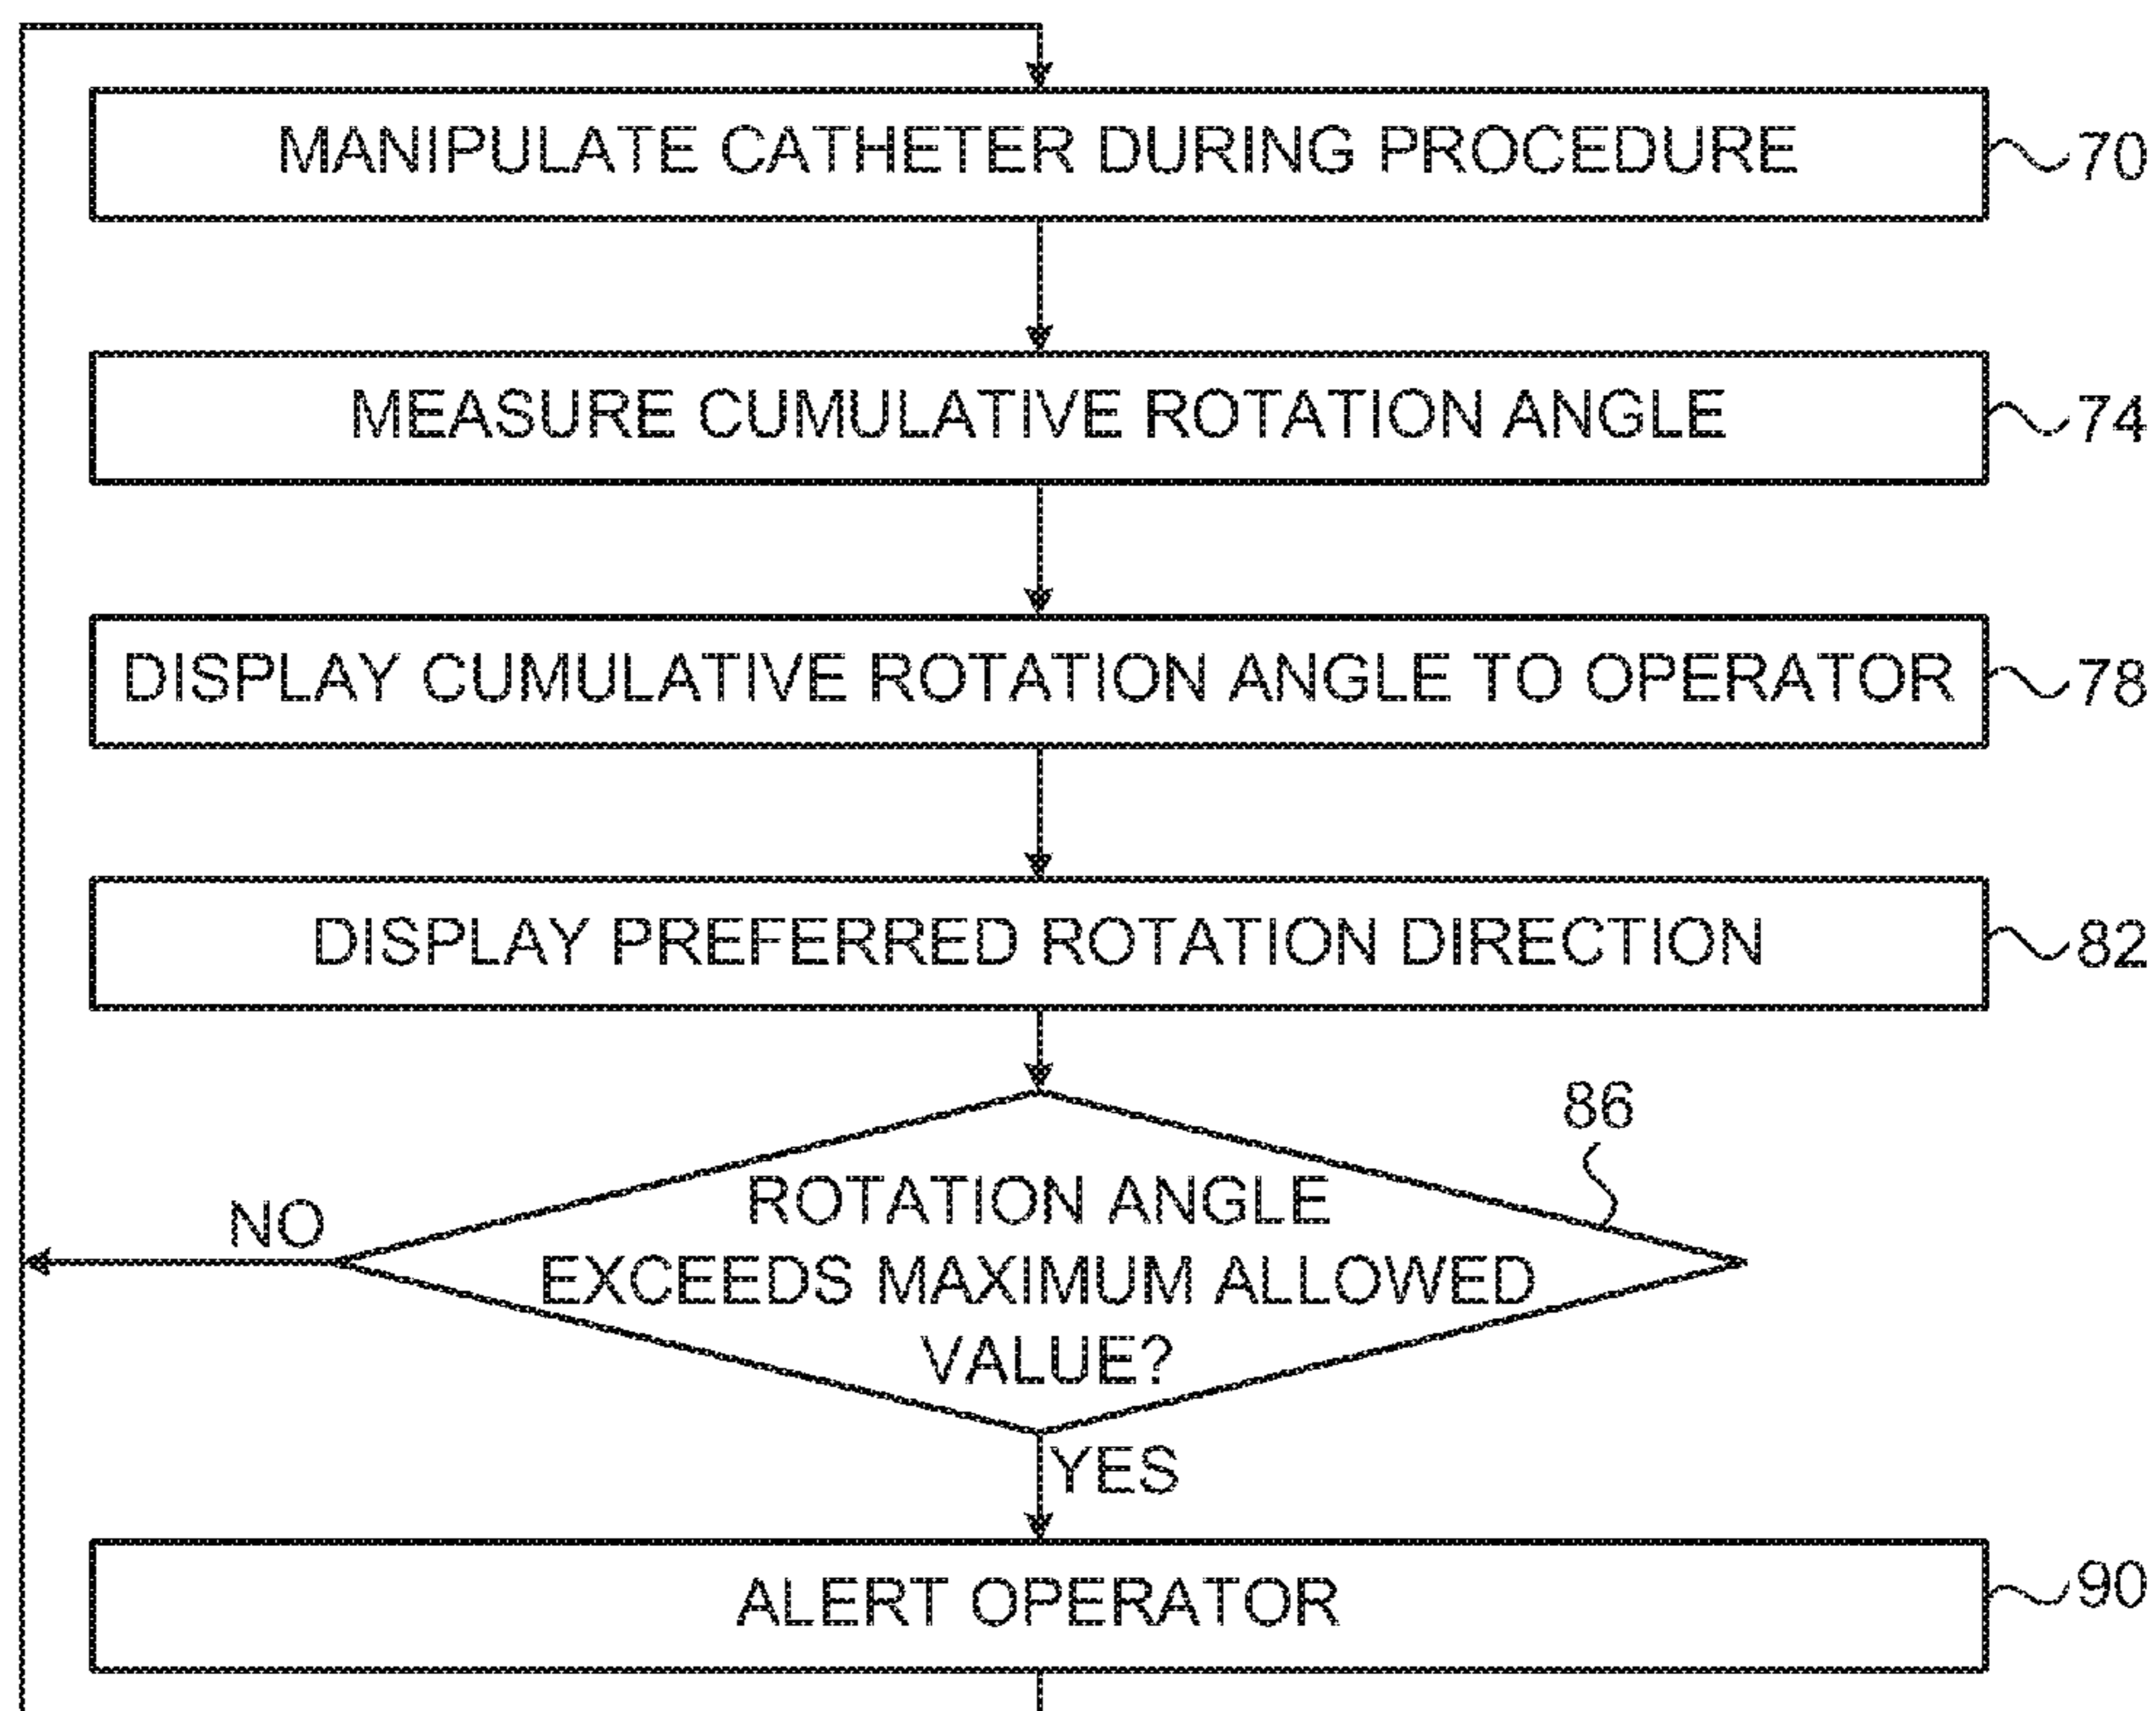 MANIPULATE CATHETER DURING PROCEDURE 70
MEASURE CUMULATIVE ROTATION ANGLE 74
DISPLAY CUMULATIVE ROTATION ANGLE TO OPERATOR 78
DISPLAY PREFERRED ROTATION DIRECTION 82
86
NO
ROTATION ANGLE
EXCEEDS MAXIMUM ALLOWED
VALUE?
YES
ALERT OPERATOR 90